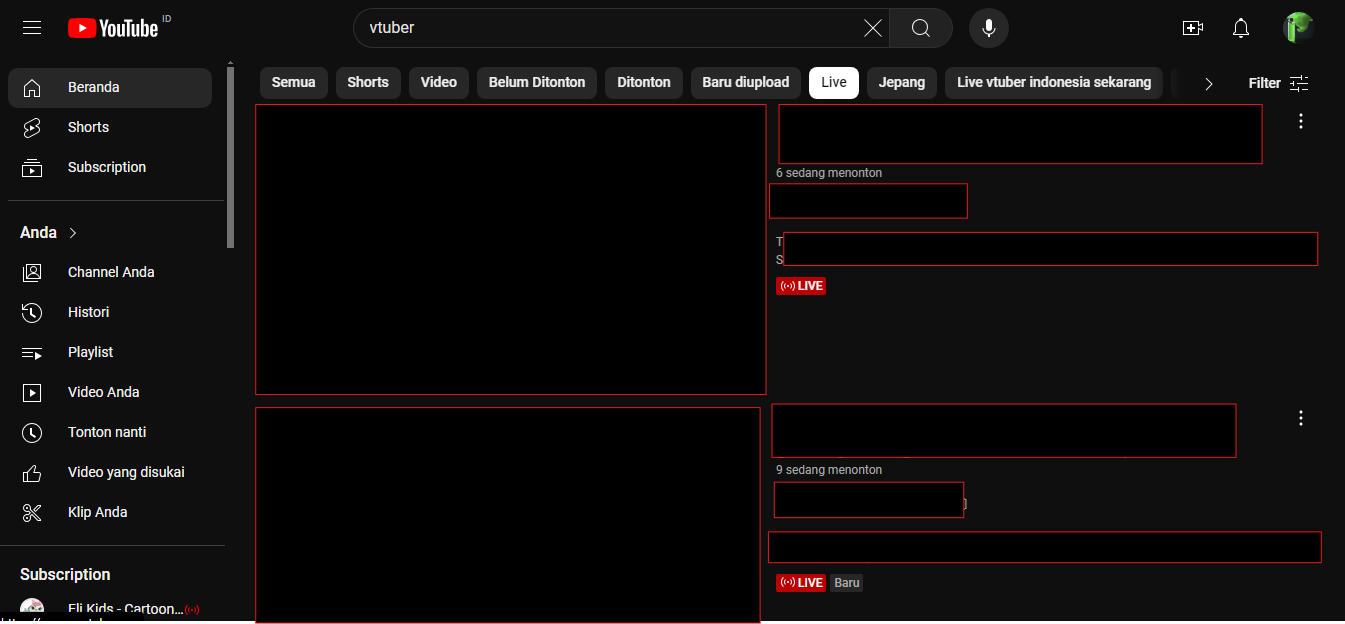 YouTube ID
vtuber
Beranda
Shorts
Subscription
Anda
Channel Anda
Histori
Playlist
Video Anda
Tonton nanti
Video yang disukai
Klip Anda
Subscription
Eli Kids - Cartoon...
Semua Shorts Video Belum Ditonton Ditonton Baru diupload Live Jepang Live vtuber indonesia sekarang Filter
6 sedang menonton
T
S
LIVE
9 sedang menonton
LIVE Baru